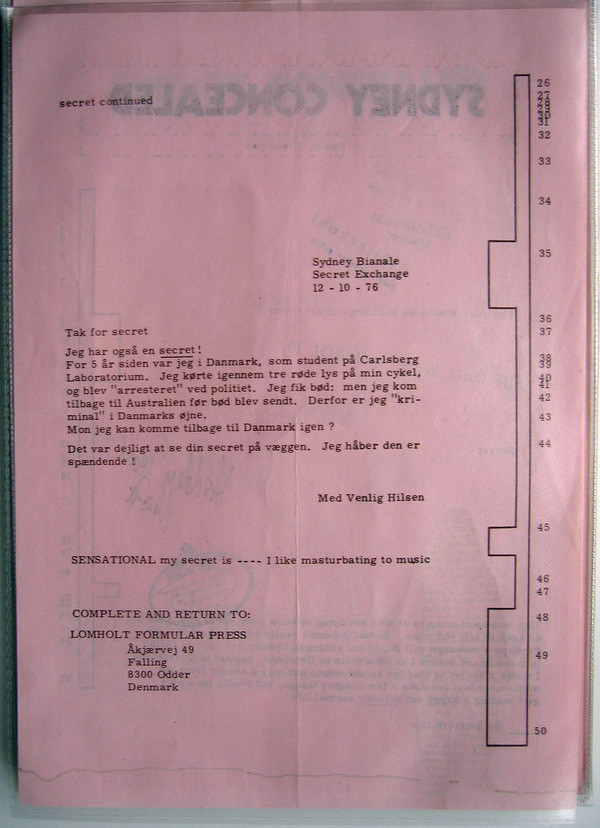 SYDNEY CONCEALED
secret continued
26
27
28
29
30
31
32
33
34
35
Sydney Bianale
Secret Exchange
12 - 10 - 76
36
37
Tak for secret
Jeg har også en secret!
For 5 år siden var jeg i Danmark, som student på Carlsberg
Laboratorium. Jeg kørte igennem tre røde lys på min cykel,
og blev "arresteret" ved politiet. Jeg fik bød: men jeg kom
tilbage til Australien før bød blev sendt. Derfor er jeg "kri-
minal" i Danmarks øjne.
Mon jeg kan komme tilbage til Danmark igen ?
38
39
40
41
42
43
Det var dejligt at se din secret på væggen. Jeg håber den er
spændende !
44
Med Venlig Hilsen
45
SENSATIONAL my secret is ---- I like masturbating to music
46
47
COMPLETE AND RETURN TO:
48
LOMHOLT FORMULAR PRESS
Åkjærvej 49
Falling
8300 Odder
Denmark
49
50